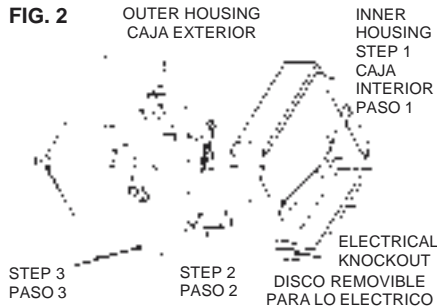 FIG. 2
OUTER HOUSING
CAJA EXTERIOR
INNER
HOUSING
STEP 1
CAJA
INTERIOR
PASO 1
STEP 3
PASO 3
STEP 2
PASO 2
ELECTRICAL
KNOCKOUT
DISCO REMOVIBLE
PARA LO ELECTRICO